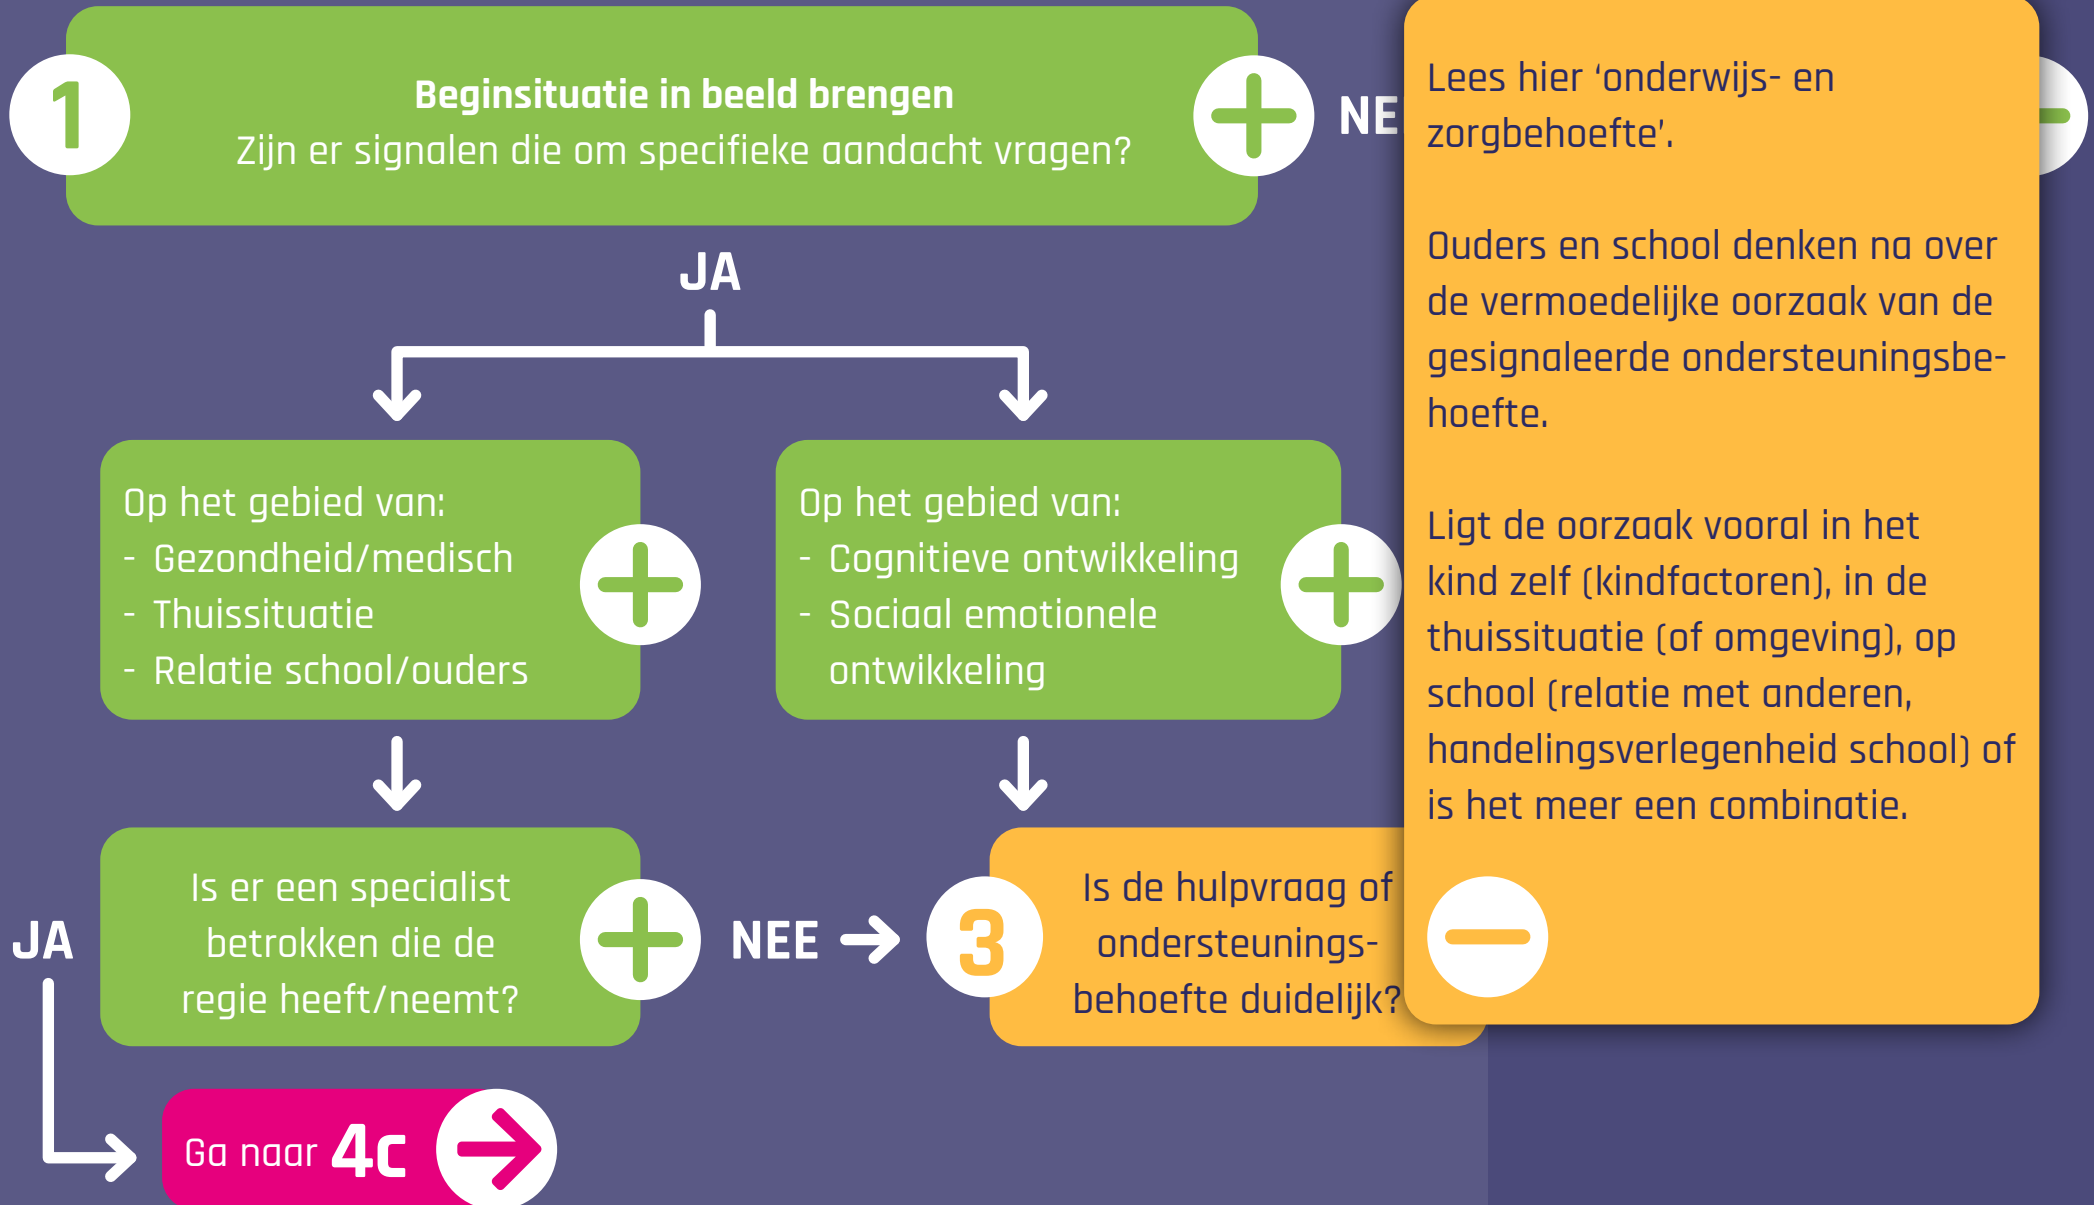 1
Beginsituatie in beeld brengen
Zijn er signalen die om specifieke aandacht vragen?
JA
Op het gebied van:
- Gezondheid/medisch
- Thuissituatie
- Relatie school/ouders
Op het gebied van:
- Cognitieve ontwikkeling
- Sociaal emotionele
ontwikkeling
JA
Is er een specialist
betrokken die de
regie heeft/neemt?
NEE
3
Is de hulpvraag of
ondersteunings-
behoefte duidelijk?
Ga naar 4c
Lees hier ‘onderwijs- en
zorgbehoefte’.
Ouders en school denken na over
de vermoedelijke oorzaak van de
gesignaleerde ondersteuningsbe-
hoefte.
Ligt de oorzaak vooral in het
kind zelf (kindfactoren), in de
thuissituatie (of omgeving), op
school (relatie met anderen,
handelingsverlegenheid school) of
is het meer een combinatie.